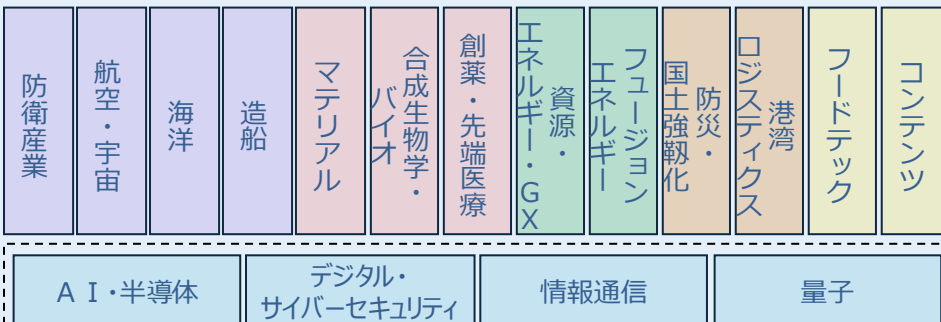 防衛産業
航空・宇宙
海洋
造船
マテリアル
合成生物学・
バイオ
創薬・先端医療
資源・
エネルギー・GX
フュージョン
エネルギー
防災・
国土強靱化
港湾
ロジスティクス
フードテック
コンテンツ
AI・半導体
デジタル・
サイバーセキュリティ
情報通信
量子